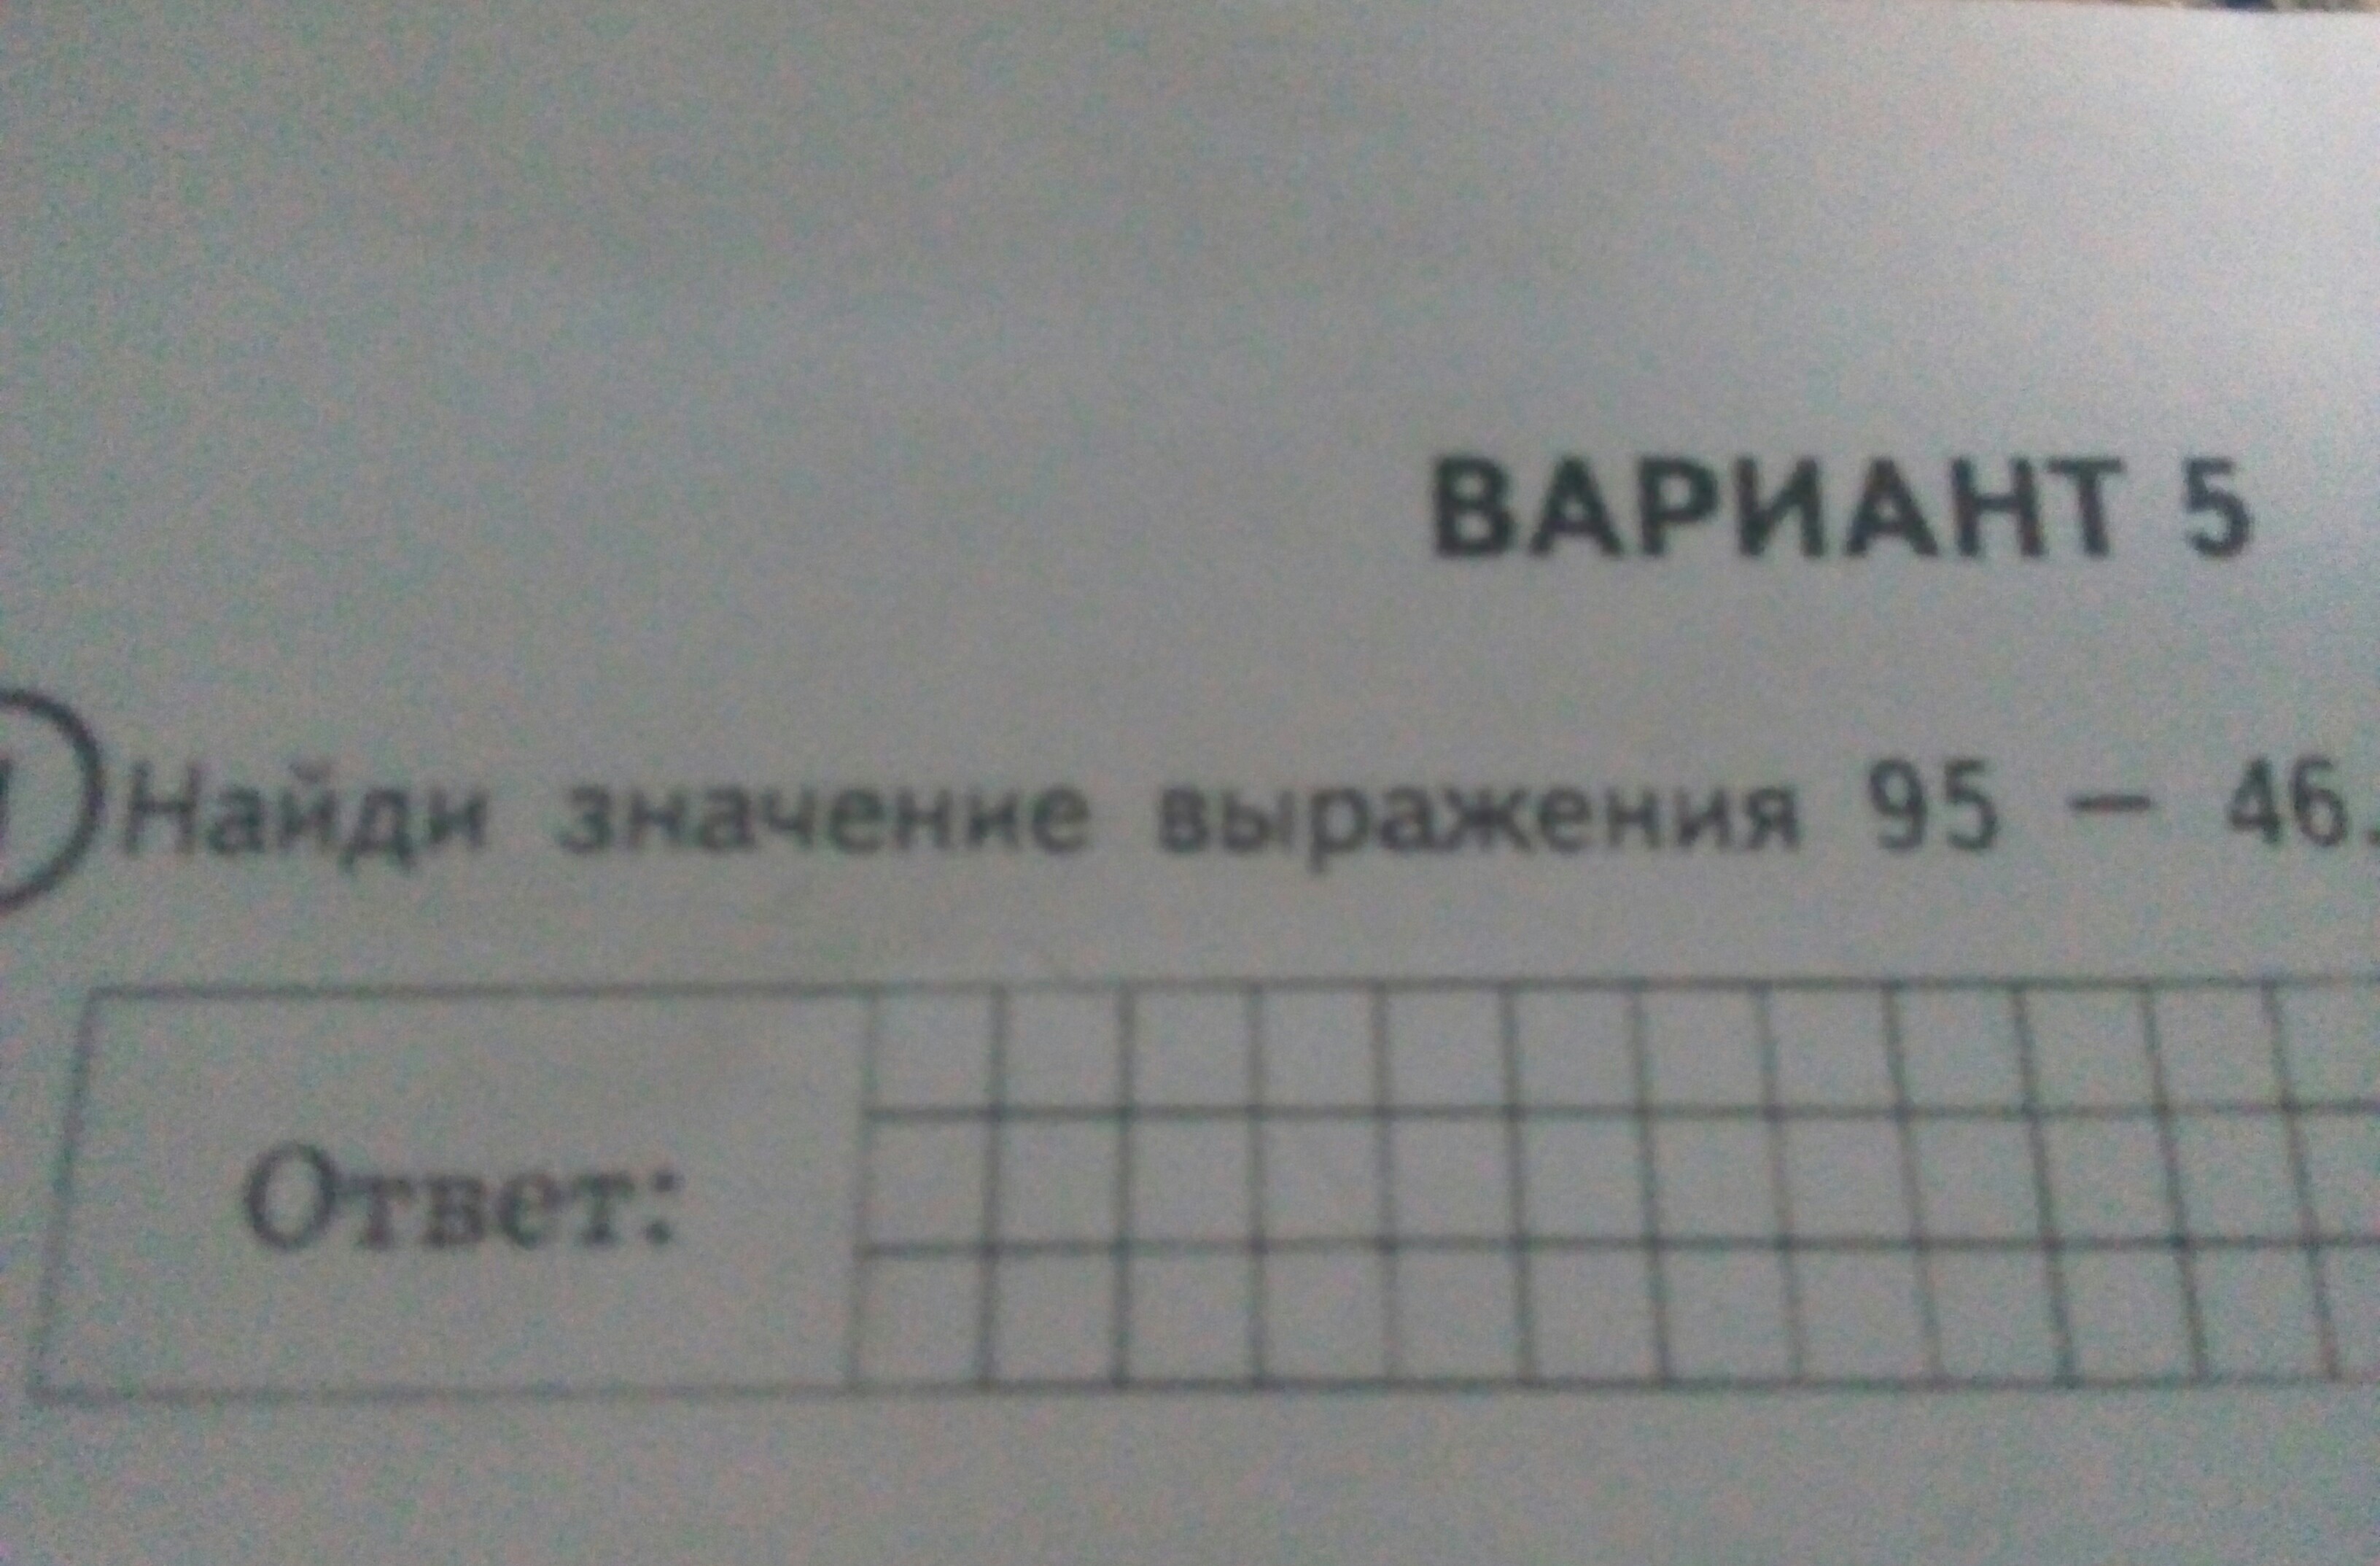 ВАРИАНТ 5
Найди значение выражения 95 — 46.
Ответ: